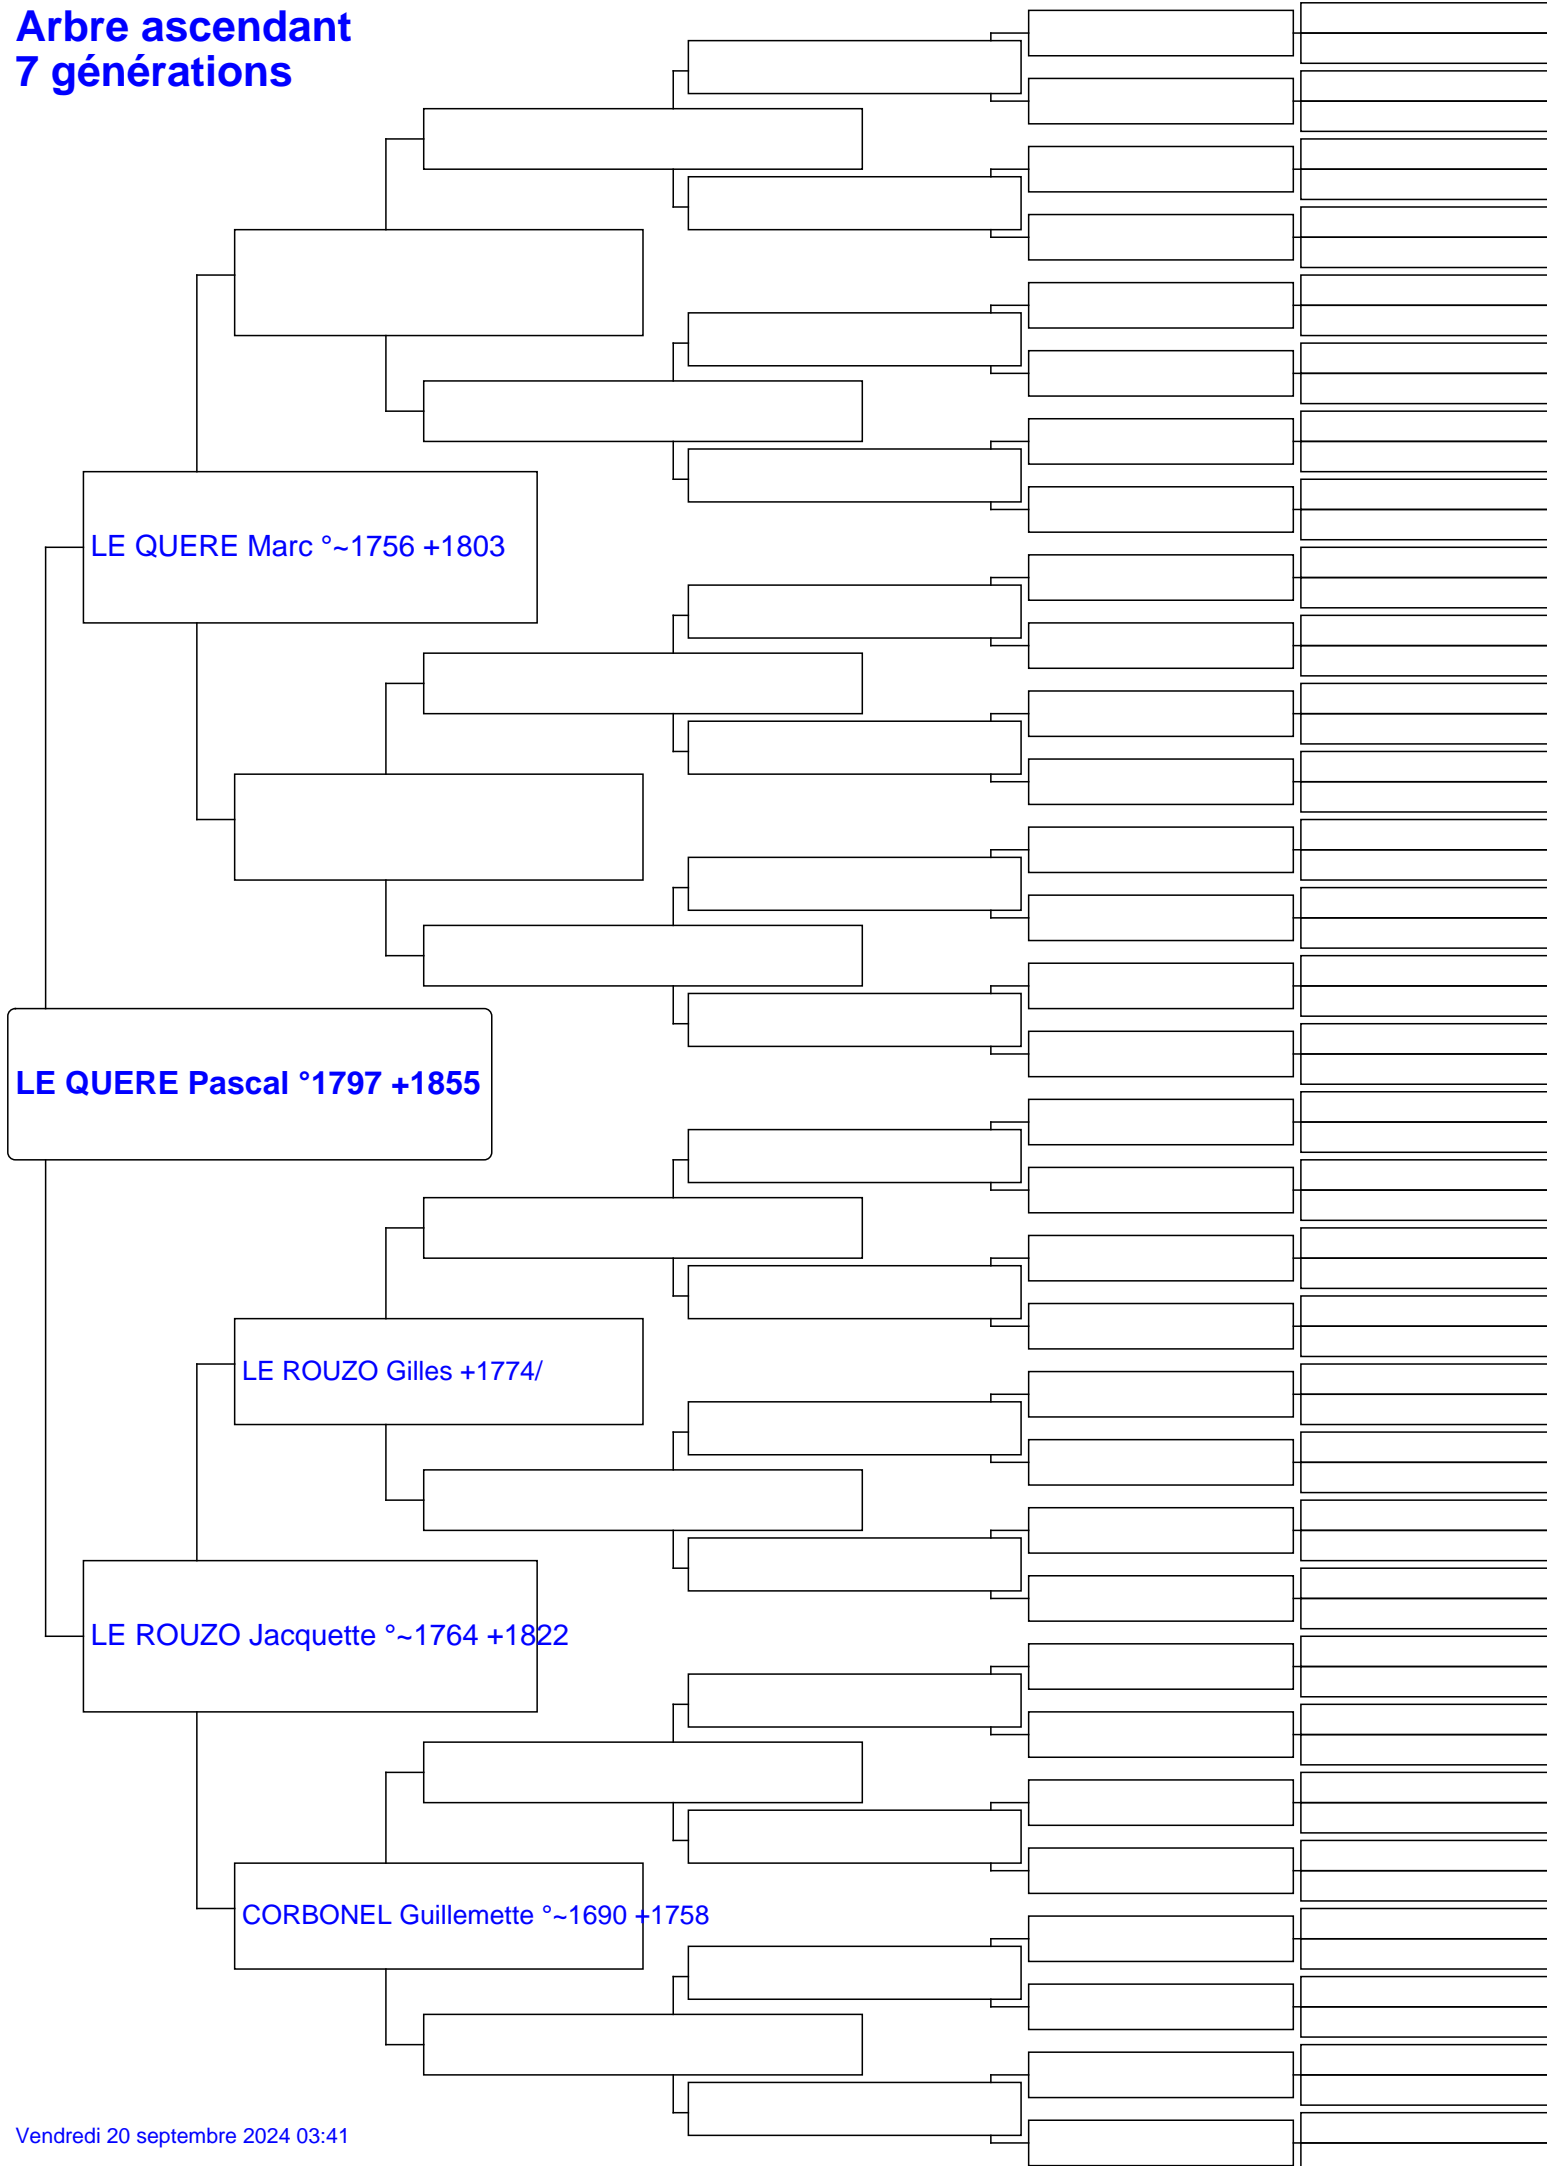 Arbre ascendant
7 générations
LE QUERE Marc °~1756 +1803
LE QUERE Pascal °1797 +1855
LE ROUZO Gilles +1774/
LE ROUZO Jacquette °~1764 +1822
CORBONEL Guillemette °~1690 +1758
Vendredi 20 septembre 2024 03:41